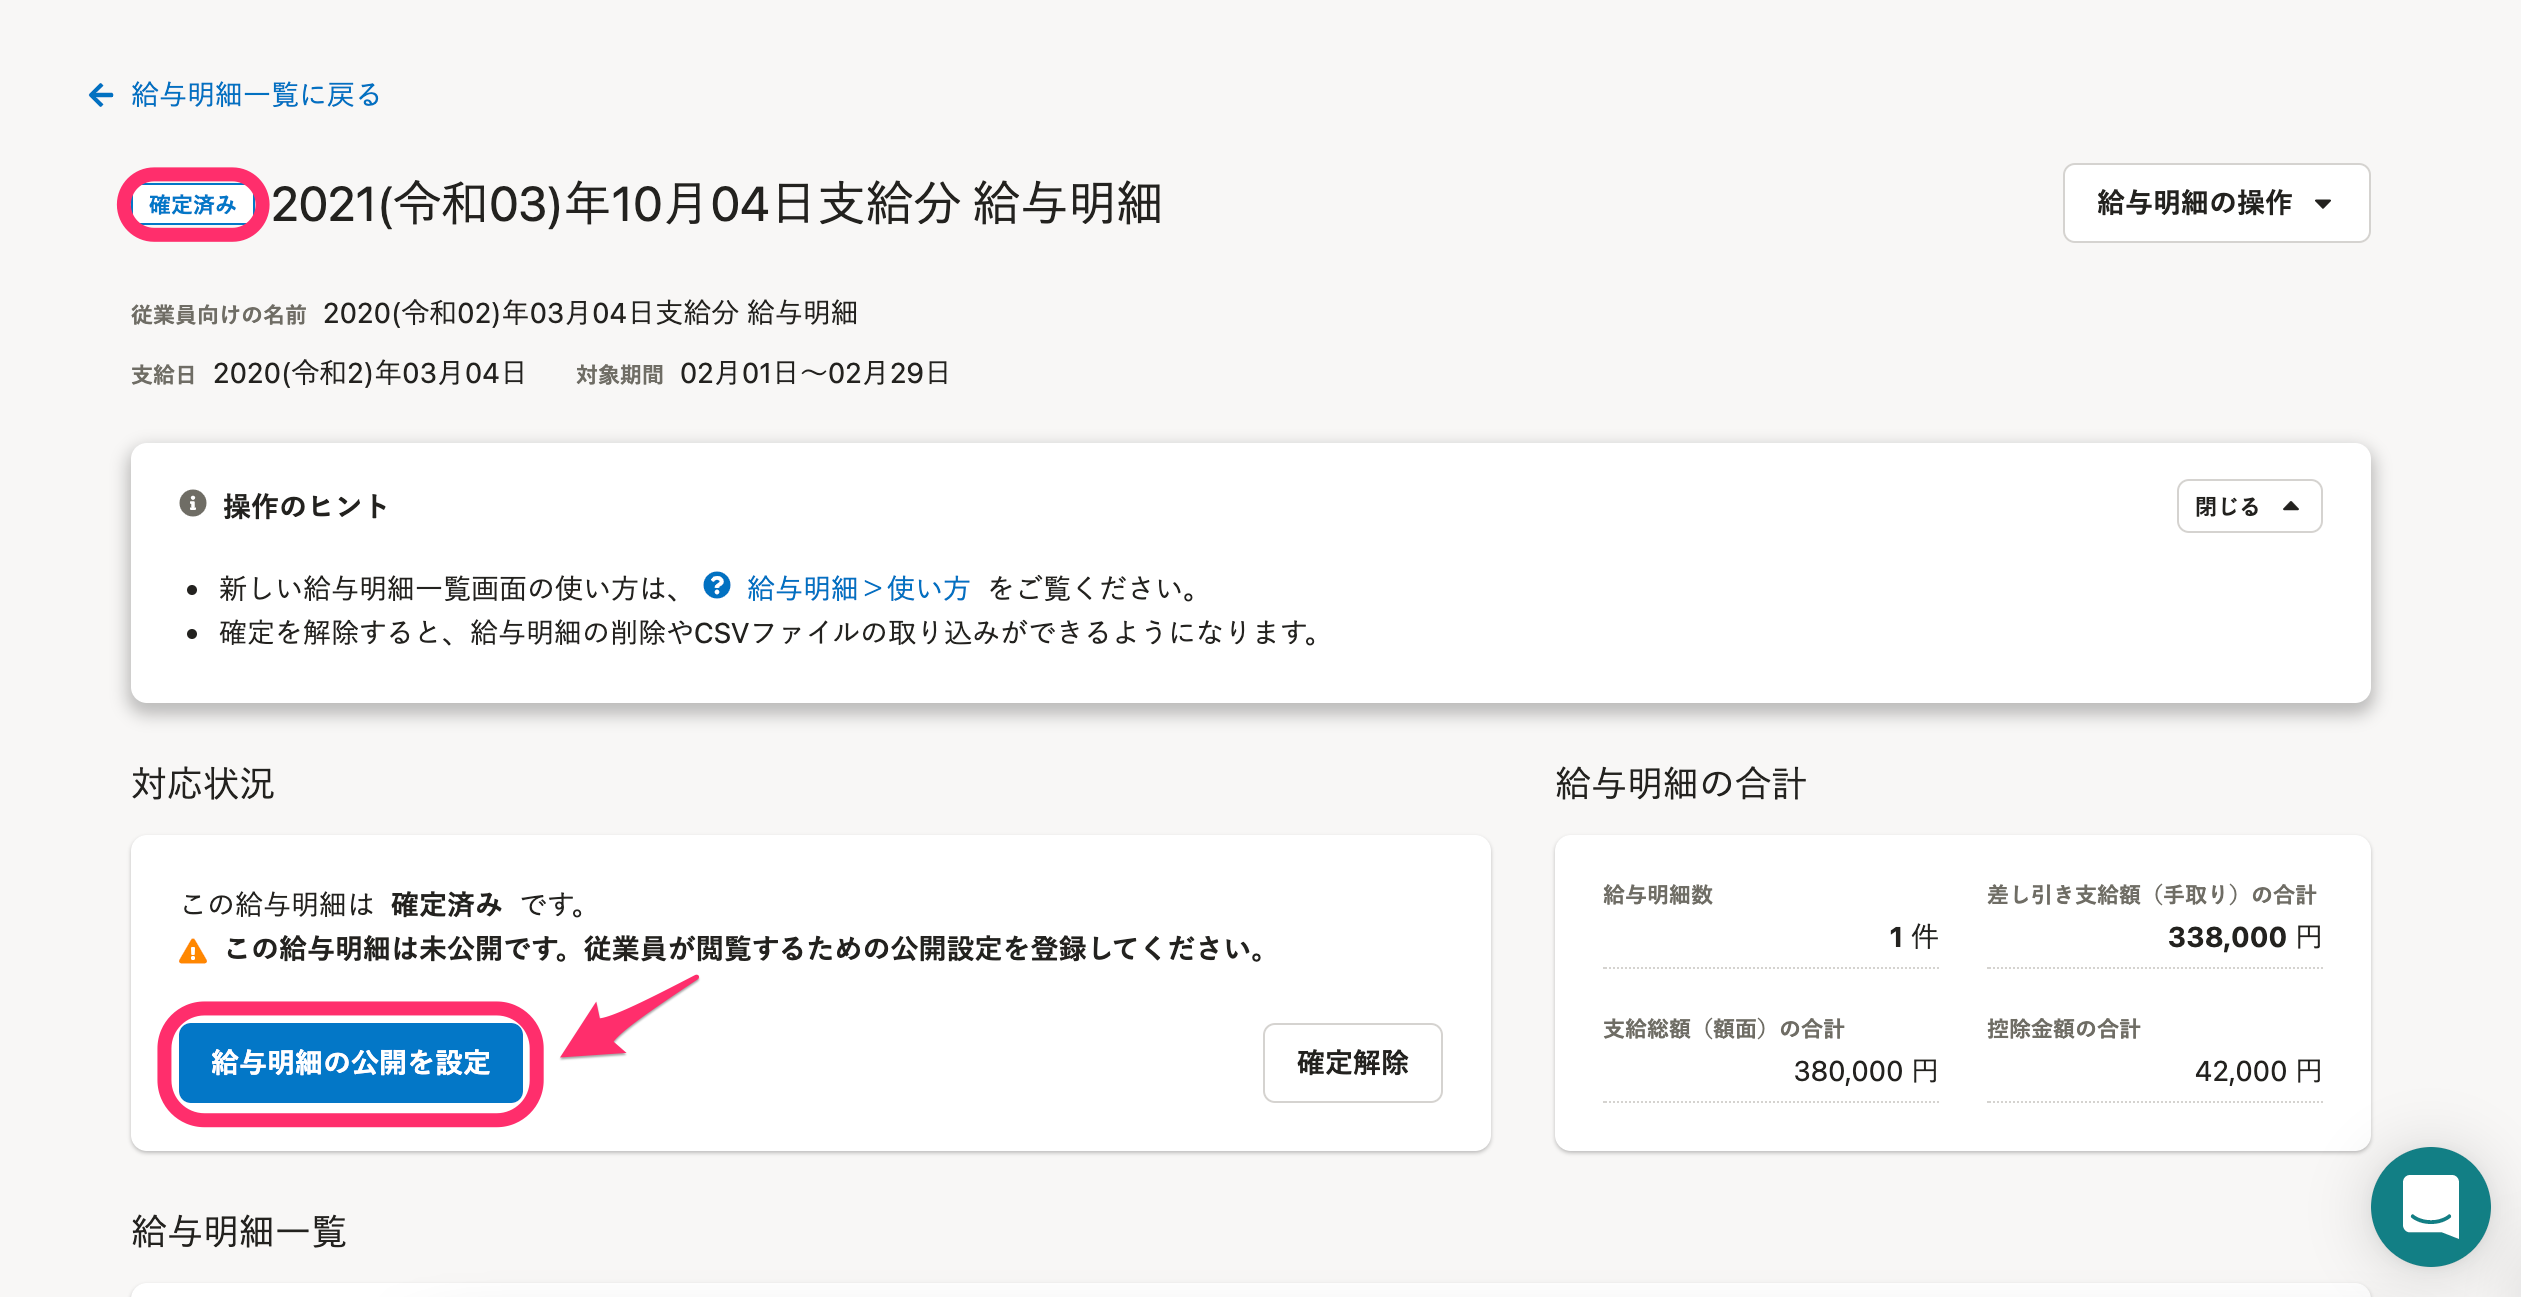 給与明細一覧に戻る
確定済み 2021(令和03)年10月04日支給分 給与明細
給与明細の操作
従業員向けの名前 2020(令和02)年03月04日支給分 給与明細
支給日 2020(令和2)年03月04日 対象期間 02月01日〜02月29日
操作のヒント
閉じる
新しい給与明細一覧画面の使い方は、 給与明細＞使い方 をご覧ください。
確定を解除すると、給与明細の削除やCSVファイルの取り込みができるようになります。
対応状況
この給与明細は 確定済み です。
この給与明細は未公開です。従業員が閲覧するための公開設定を登録してください。
給与明細の公開を設定
確定解除
給与明細の合計
給与明細数
1 件
差し引き支給額（手取り）の合計
338,000 円
支給総額（額面）の合計
380,000 円
控除金額の合計
42,000 円
給与明細一覧